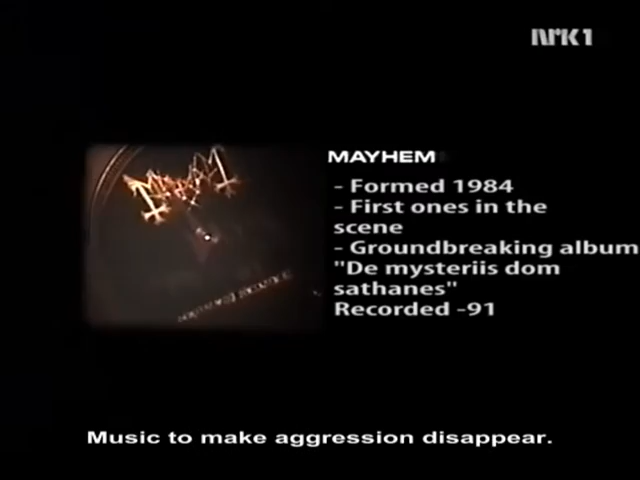 NRK1
MAYHEM
- Formed 1984
- First ones in the
scene
- Groundbreaking album
"De mysteriis dom
sathanes"
Recorded -91
Music to make aggression disappear.